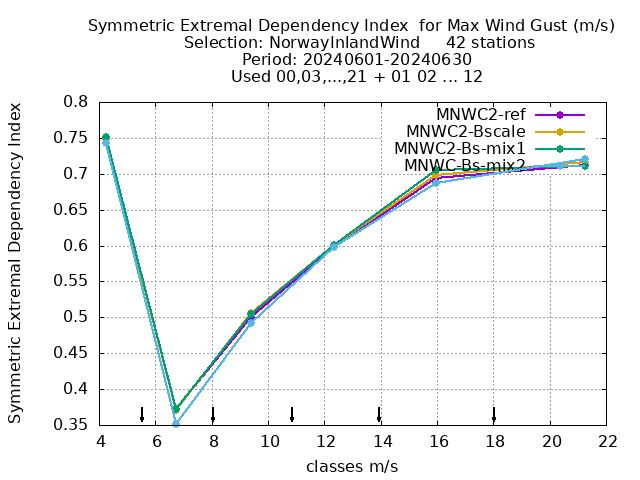 Symmetric Extremal Dependency Index  for Max Wind Gust (m/s)
Selection: NorwayInlandWind     42 stations
Period: 20240601-20240630
Used 00,03,...,21 + 01 02 ... 12
Symmetric Extremal Dependency Index
0.8
0.75
0.7
0.65
0.6
0.55
0.5
0.45
0.4
0.35
MNWC2-ref
MNWC2-Bscale
MNWC2-Bs-mix1
MNWC-Bs-mix2
4 6 8 10 12 14 16 18 20 22
classes m/s